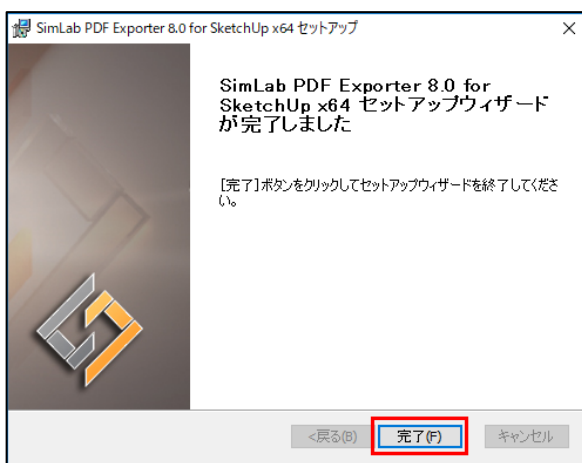 SimLab PDF Exporter 8.0 for SketchUp x64 セットアップ
SimLab PDF Exporter 8.0 for
SketchUp x64 セットアップウィザード
が完了しました
[完了]ボタンをクリックしてセットアップウィザードを終了してくださ
い。
<戻る(B)
完了(F)
キャンセル